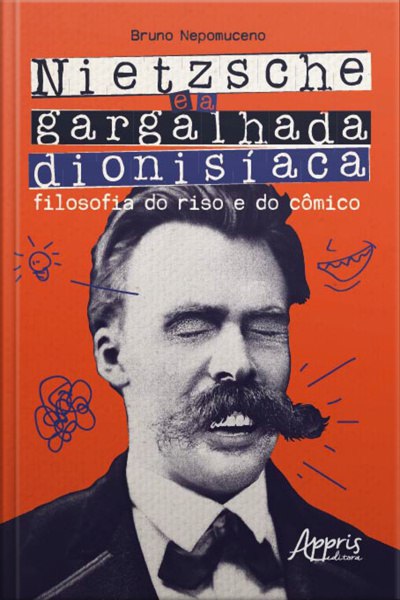 Bruno Nepomuceno
Nietzsche
e a
gargalhada
dionisíaca
filosofia do riso e do cômico
Appris
editora